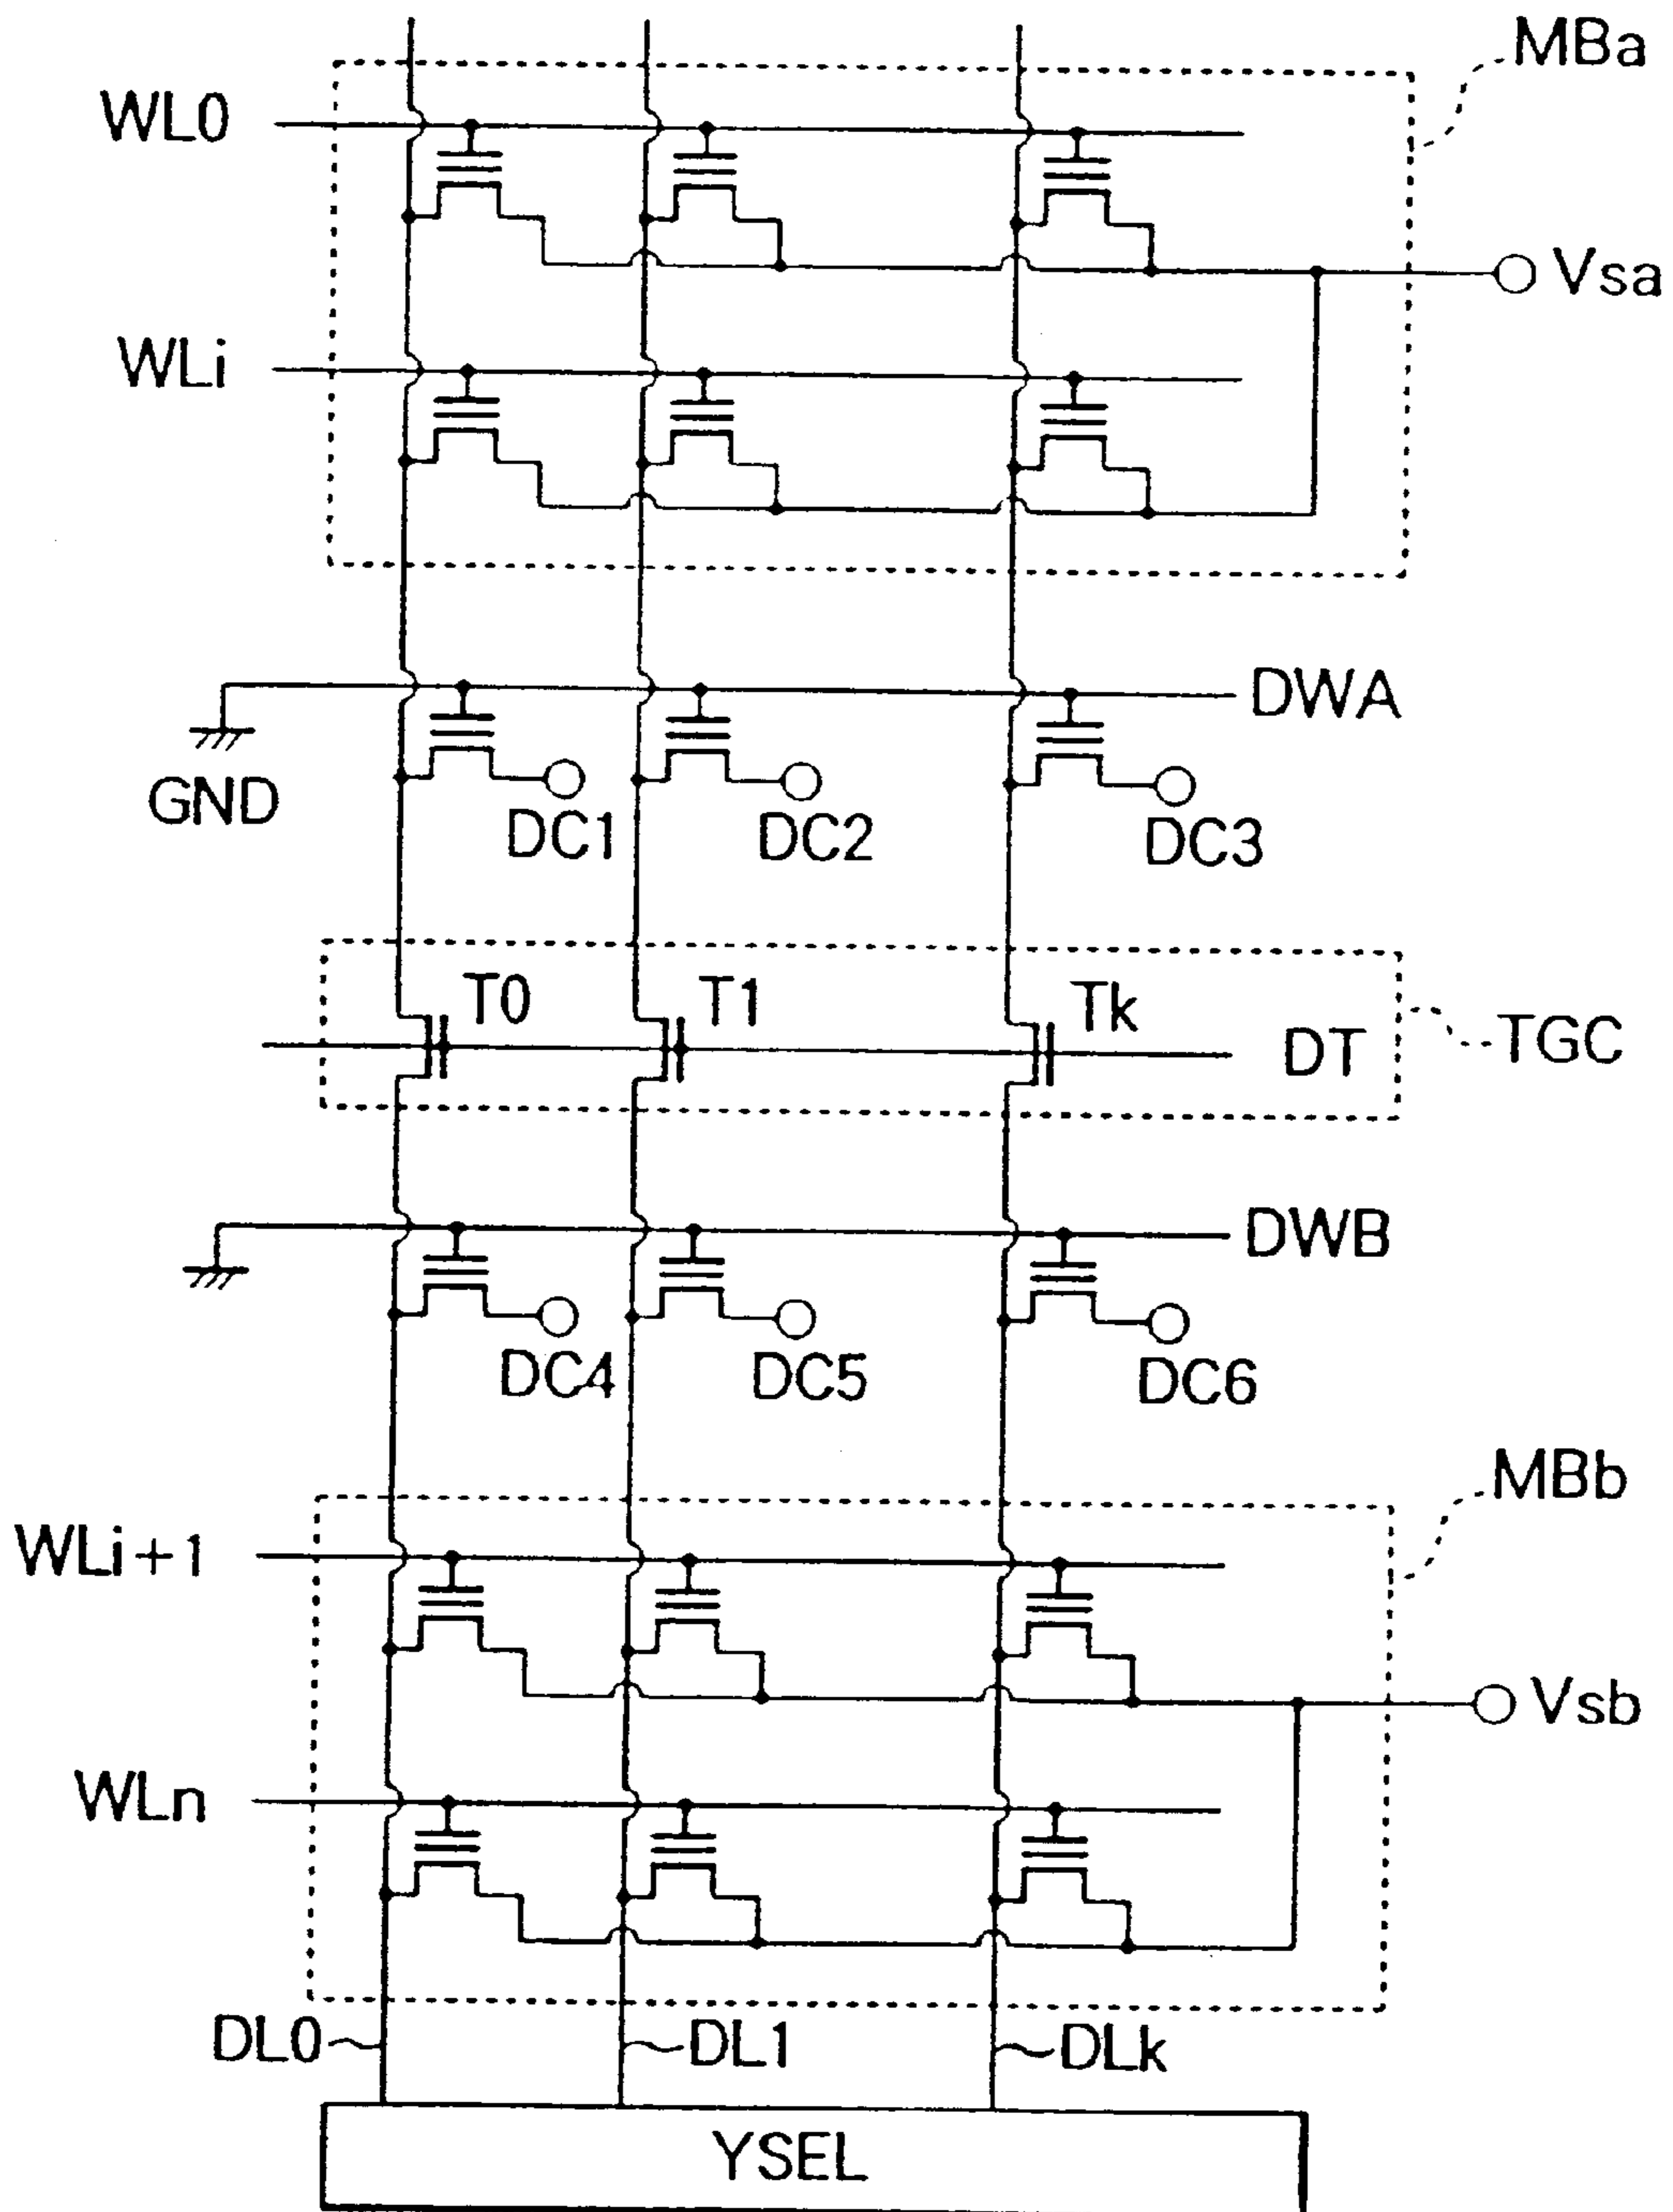 MBa
WL0
Vsa
WLi
DWA
GND
DC1
DC2
DC3
T0
T1
Tk
DT
TGC
DWB
DC4
DC5
DC6
MBb
WLi+1
Vsb
WLn
DL0
DL1
DLk
YSEL